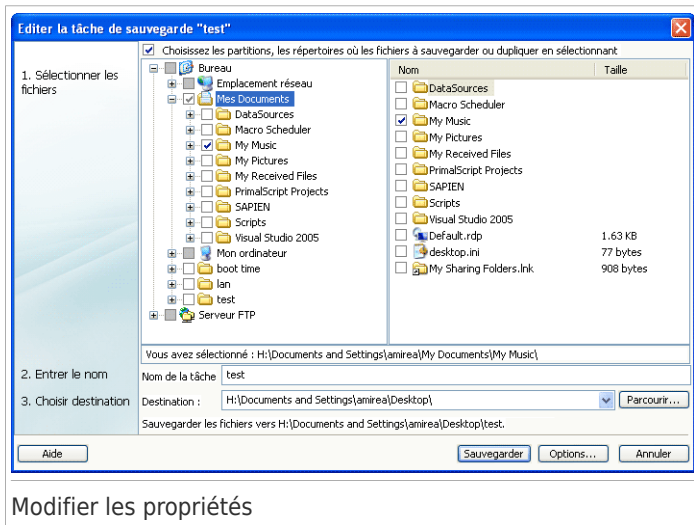 Editer la tâche de sauvegarde "test"
Choisissez les partitions, les répertoires où les fichiers à sauvegarder ou dupliquer en sélectionnant
1. Sélectionner les
fichiers
Bureau
Emplacement réseau
Mes Documents
DataSources
Macro Scheduler
My Music
My Pictures
My Received Files
PrimalScript Projects
SAPIEN
Scripts
Visual Studio 2005
Mon ordinateur
boot time
lan
test
Serveur FTP
Nom Taille
DataSources
Macro Scheduler
My Music
My Pictures
My Received Files
PrimalScript Projects
SAPIEN
Scripts
Visual Studio 2005
Default.rdp 1.63 KB
desktop.ini 77 bytes
My Sharing Folders.lnk 908 bytes
Vous avez sélectionné : H:\Documents and Settings\amirea\My Documents\My Music\
2. Entrer le nom
Nom de la tâche test
3. Choisir destination
Destination : H:\Documents and Settings\amirea\Desktop\ Parcourir...
Sauvegarder les fichiers vers H:\Documents and Settings\amirea\Desktop\test.
Aide Sauvegarder Options... Annuler
Modifier les propriétés